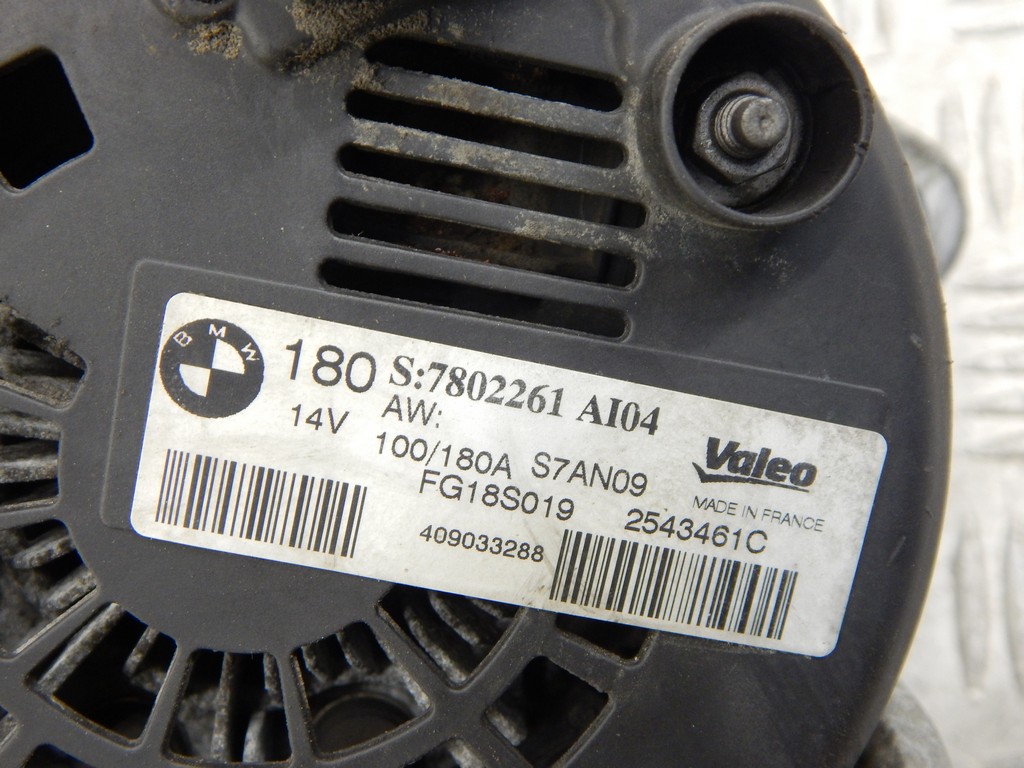 BMW
180 S:7802261 AI04
14V AW:
100/180A S7AN09
Valeo
MADE IN FRANCE
FG18S019 2543461C
409033288